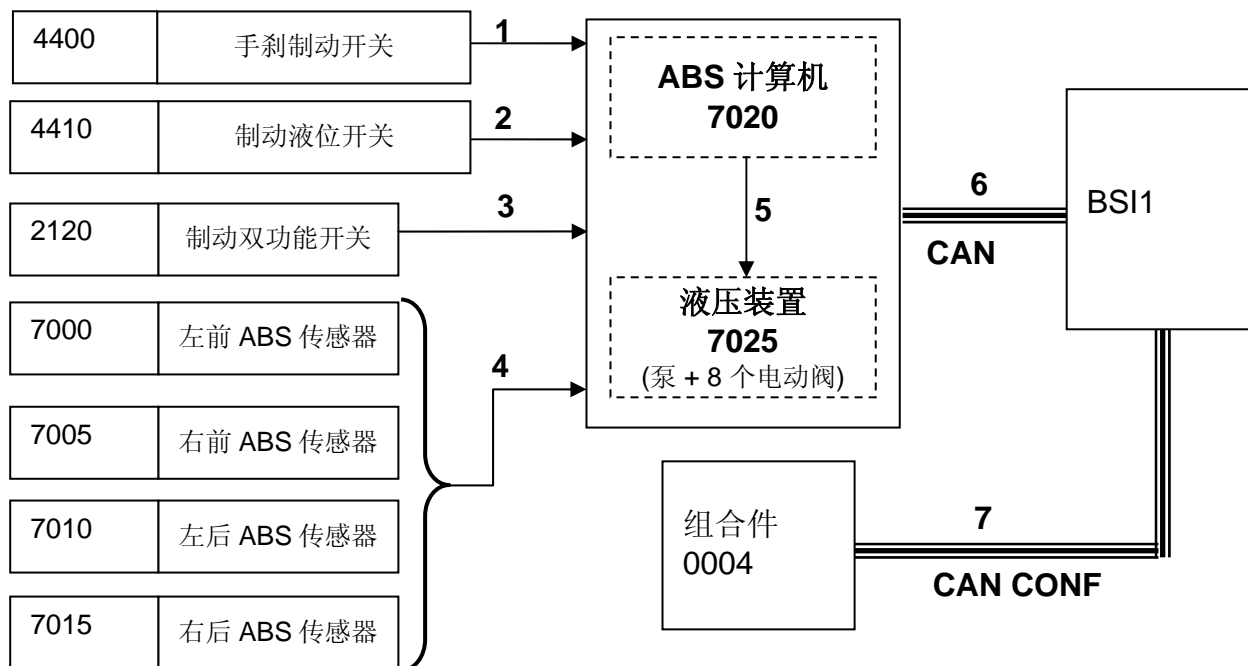 4400 手刹制动开关
1
4410 制动液位开关
2
2120 制动双功能开关
3
7000 左前 ABS 传感器
7005 右前 ABS 传感器
7010 左后 ABS 传感器
7015 右后 ABS 传感器
4
ABS 计算机
7020
5
液压装置
7025
(泵 + 8 个电动阀)
6
CAN
BSI1
组合件
0004
7
CAN CONF